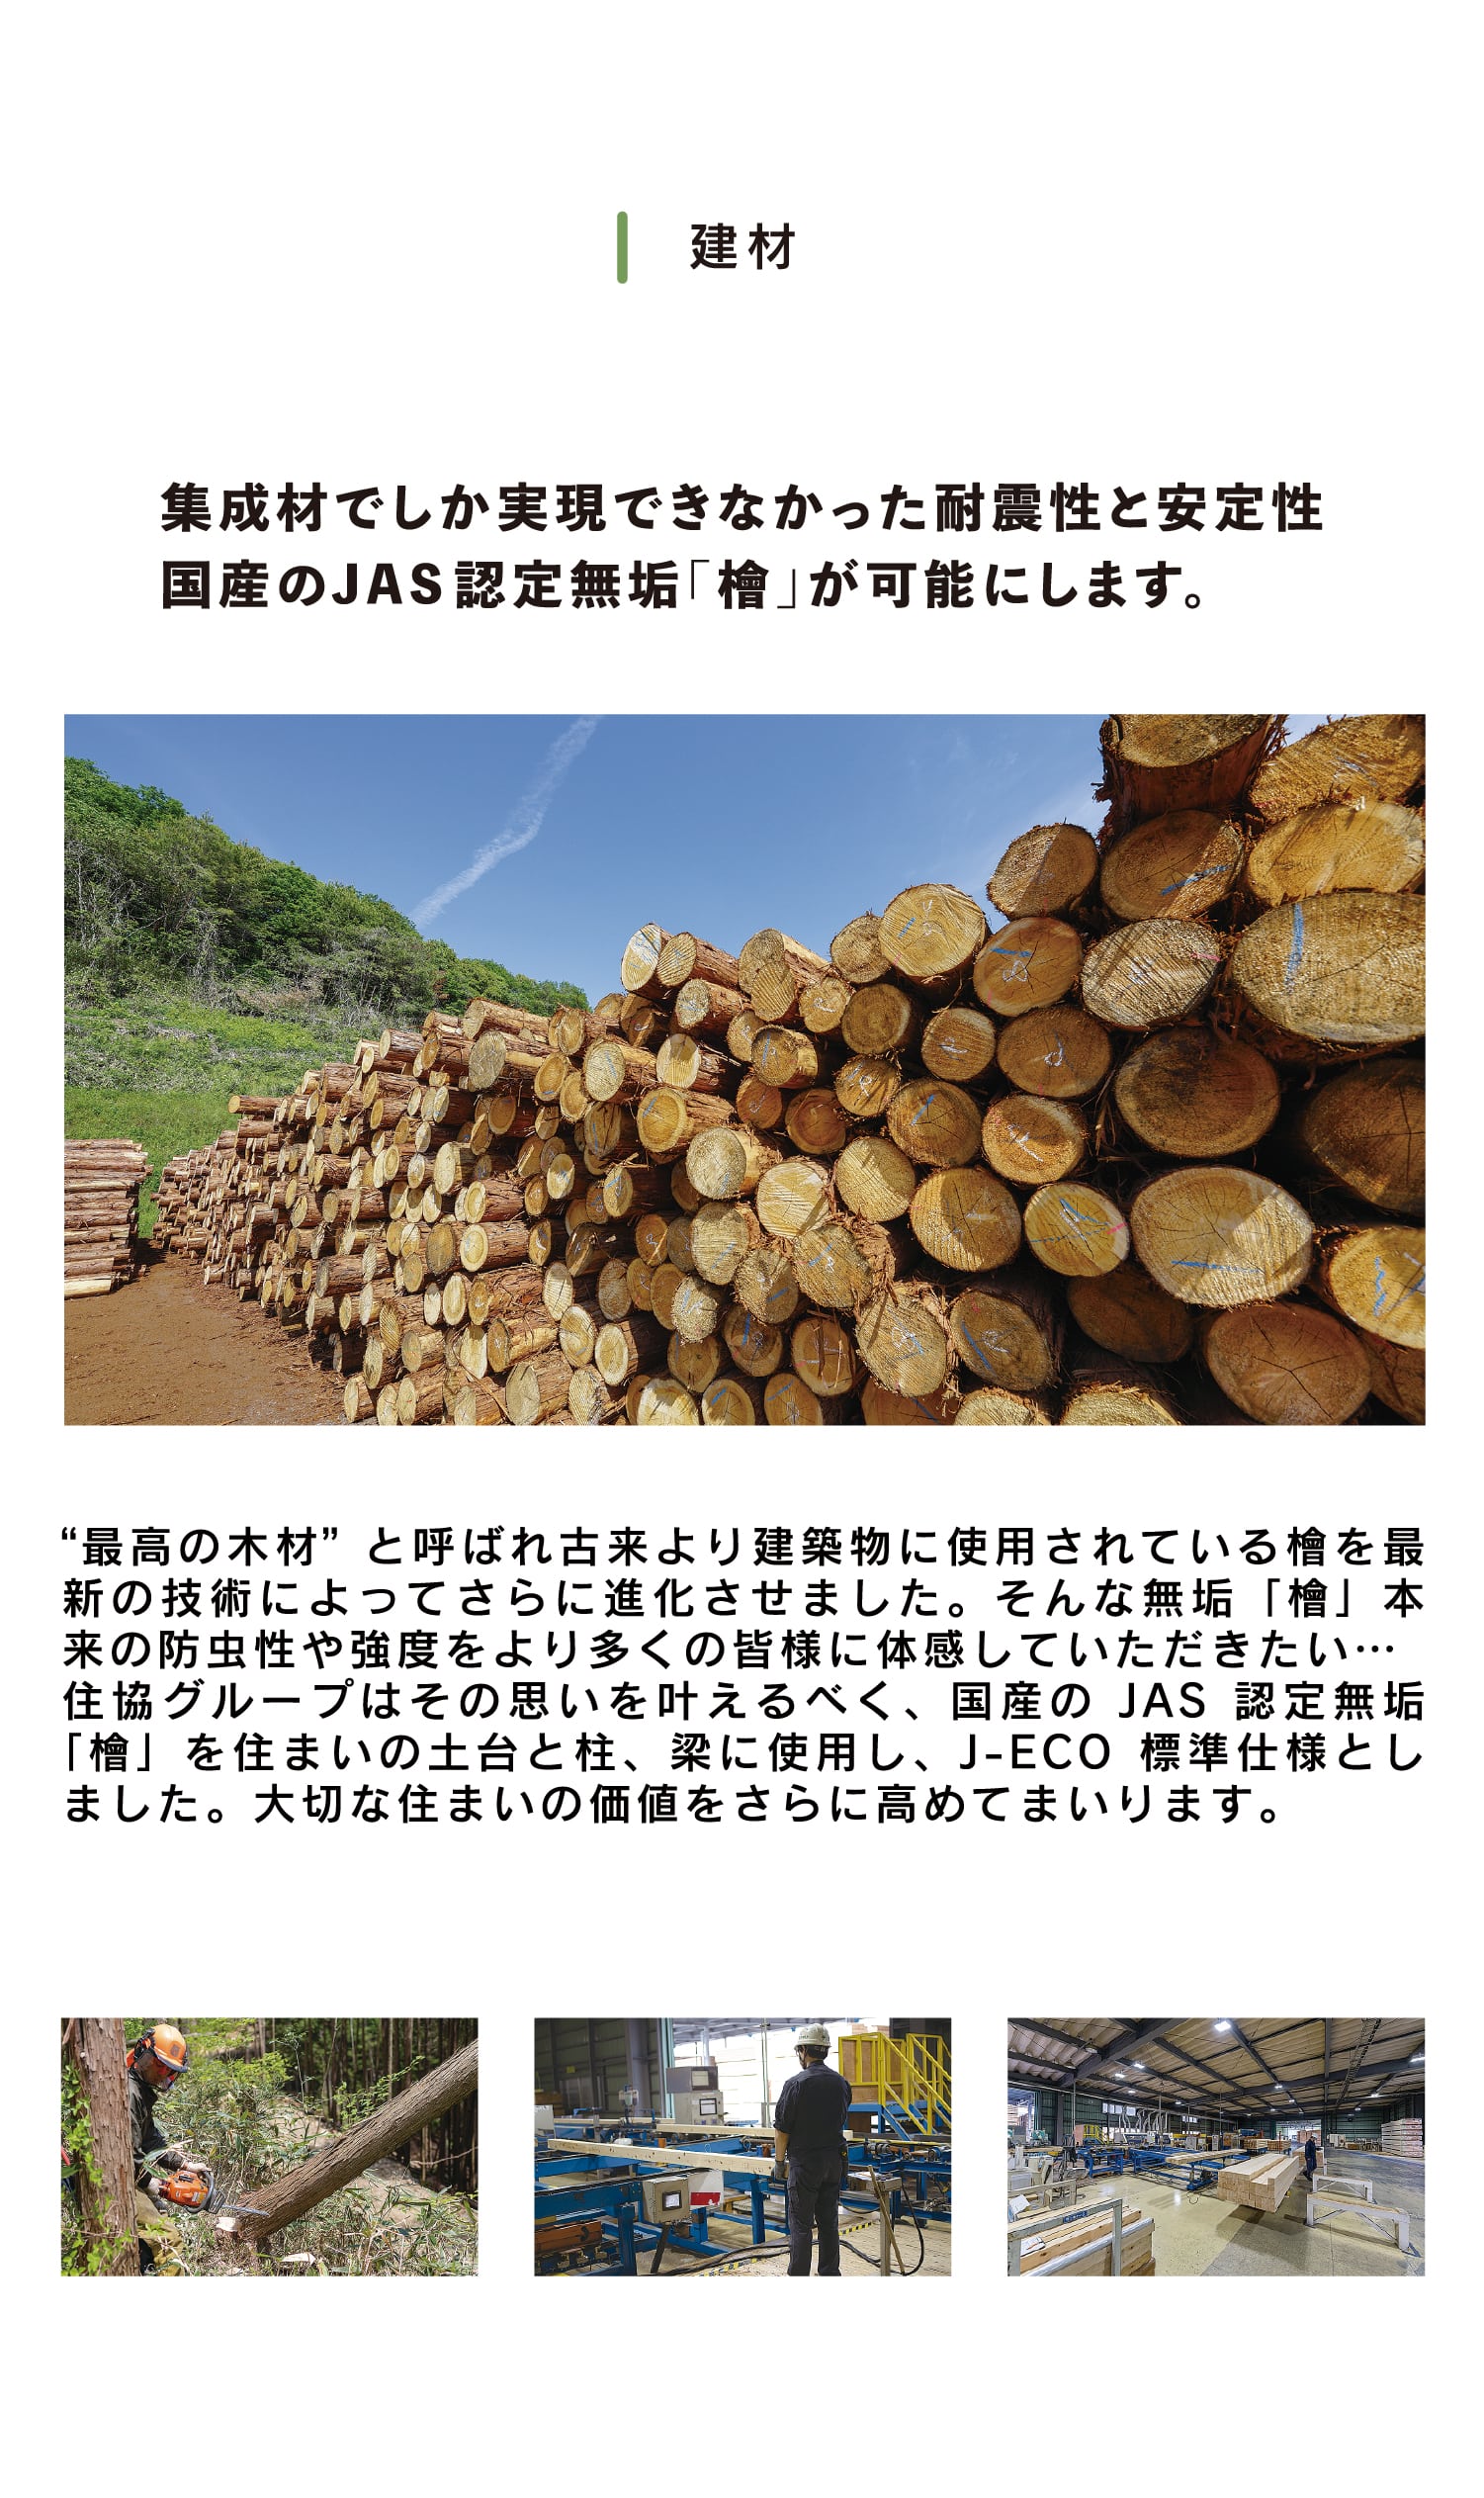 建材
集成材でしか実現できなかった耐震性と安定性
国産のJAS認定無垢「檜」が可能にします。
“最高の木材” と呼ばれ古来より建築物に使用されている檜を最
新の技術によってさらに進化させました。そんな無垢「檜」本
来の防虫性や強度をより多くの皆様に体感していただきたい…
住協グループはその思いを叶えるべく、国産の JAS 認定無垢
「檜」を住まいの土台と柱、梁に使用し、J-ECO 標準仕様とし
ました。大切な住まいの価値をさらに高めてまいります。